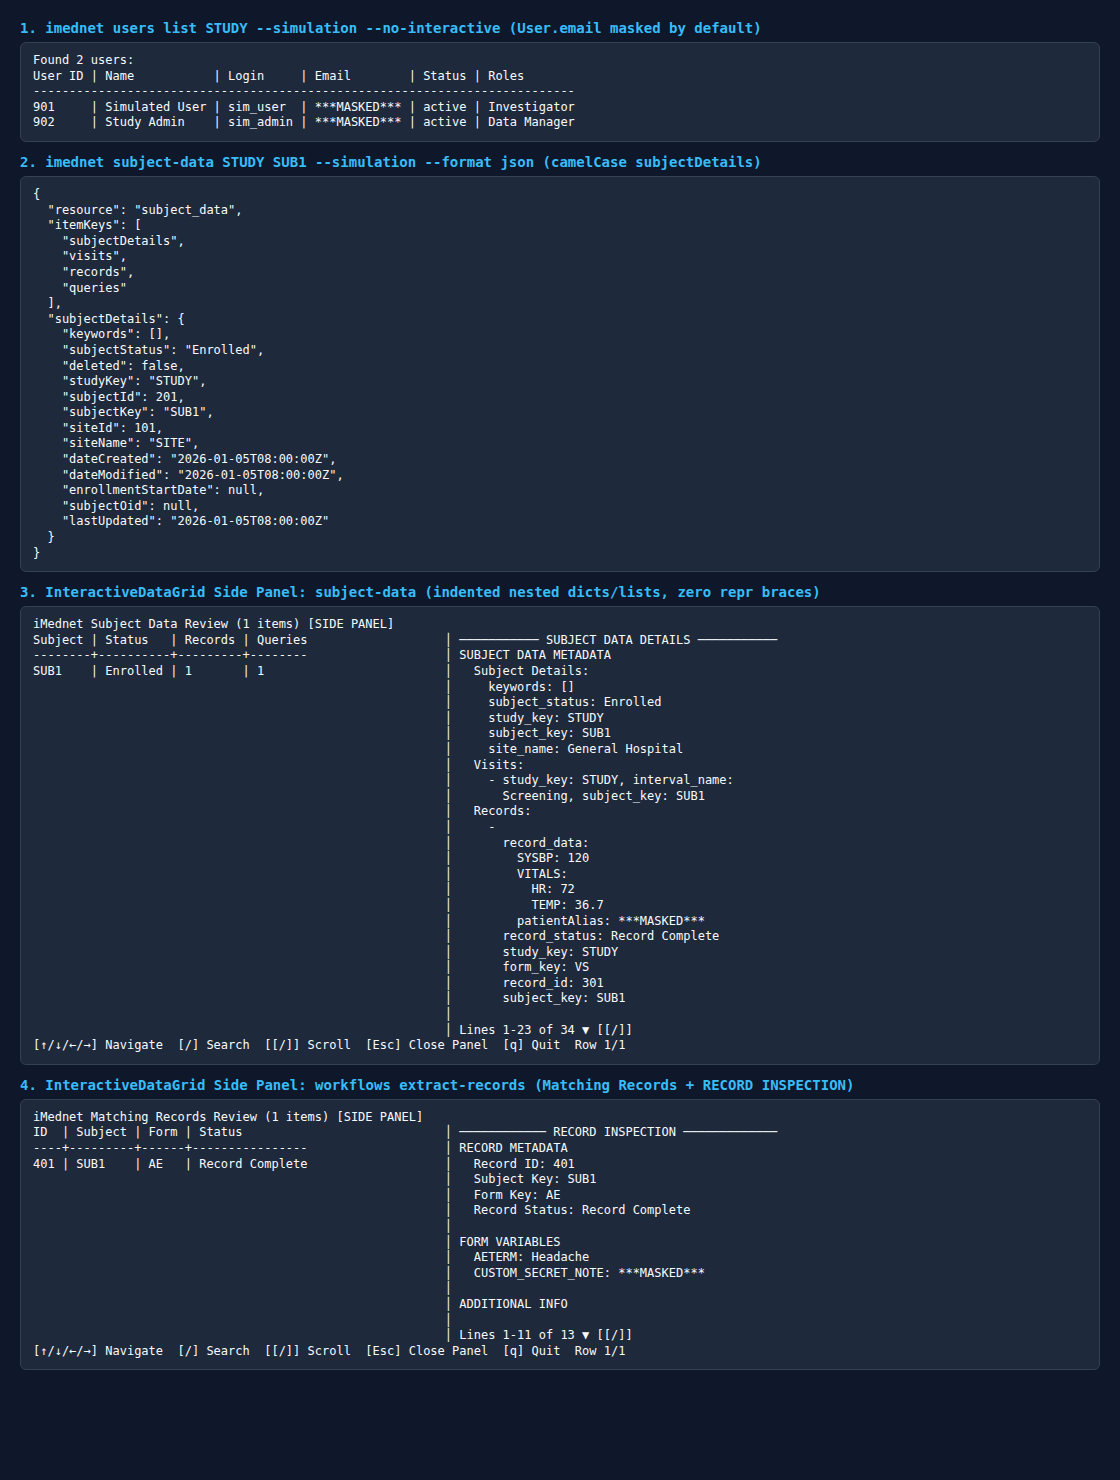 1. imednet users list STUDY --simulation --no-interactive (User.email masked by default)
Found 2 users:
User ID | Name           | Login     | Email        | Status | Roles
---------------------------------------------------------------------------
901     | Simulated User | sim_user  | ***MASKED*** | active | Investigator
902     | Study Admin    | sim_admin | ***MASKED*** | active | Data Manager
2. imednet subject-data STUDY SUB1 --simulation --format json (camelCase subjectDetails)
{
  "resource": "subject_data",
  "itemKeys": [
    "subjectDetails",
    "visits",
    "records",
    "queries"
  ],
  "subjectDetails": {
    "keywords": [],
    "subjectStatus": "Enrolled",
    "deleted": false,
    "studyKey": "STUDY",
    "subjectId": 201,
    "subjectKey": "SUB1",
    "siteId": 101,
    "siteName": "SITE",
    "dateCreated": "2026-01-05T08:00:00Z",
    "dateModified": "2026-01-05T08:00:00Z",
    "enrollmentStartDate": null,
    "subjectOid": null,
    "lastUpdated": "2026-01-05T08:00:00Z"
  }
}
3. InteractiveDataGrid Side Panel: subject-data (indented nested dicts/lists, zero repr braces)
iMednet Subject Data Review (1 items) [SIDE PANEL]
Subject | Status   | Records | Queries                   │ ─────────── SUBJECT DATA DETAILS ───────────
--------+----------+---------+--------                   │ SUBJECT DATA METADATA
SUB1    | Enrolled | 1       | 1                         │   Subject Details:
                                                         │     keywords: []
                                                         │     subject_status: Enrolled
                                                         │     study_key: STUDY
                                                         │     subject_key: SUB1
                                                         │     site_name: General Hospital
                                                         │   Visits:
                                                         │     - study_key: STUDY, interval_name:
                                                         │       Screening, subject_key: SUB1
                                                         │   Records:
                                                         │     -
                                                         │       record_data:
                                                         │         SYSBP: 120
                                                         │         VITALS:
                                                         │           HR: 72
                                                         │           TEMP: 36.7
                                                         │         patientAlias: ***MASKED***
                                                         │       record_status: Record Complete
                                                         │       study_key: STUDY
                                                         │       form_key: VS
                                                         │       record_id: 301
                                                         │       subject_key: SUB1
                                                         │
                                                         │ Lines 1-23 of 34 ▼ [[/]]
[↑/↓/←/→] Navigate  [/] Search  [[/]] Scroll  [Esc] Close Panel  [q] Quit  Row 1/1
4. InteractiveDataGrid Side Panel: workflows extract-records (Matching Records + RECORD INSPECTION)
iMednet Matching Records Review (1 items) [SIDE PANEL]
ID  | Subject | Form | Status                            │ ──────────── RECORD INSPECTION ─────────────
----+---------+------+----------------                   │ RECORD METADATA
401 | SUB1    | AE   | Record Complete                   │   Record ID: 401
                                                         │   Subject Key: SUB1
                                                         │   Form Key: AE
                                                         │   Record Status: Record Complete
                                                         │
                                                         │ FORM VARIABLES
                                                         │   AETERM: Headache
                                                         │   CUSTOM_SECRET_NOTE: ***MASKED***
                                                         │
                                                         │ ADDITIONAL INFO
                                                         │
                                                         │ Lines 1-11 of 13 ▼ [[/]]
[↑/↓/←/→] Navigate  [/] Search  [[/]] Scroll  [Esc] Close Panel  [q] Quit  Row 1/1